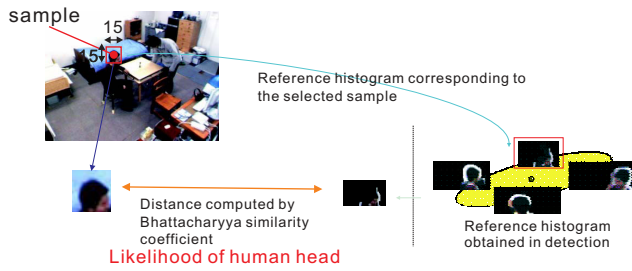 sample
15
15
Reference histogram corresponding to
the selected sample
Distance computed by
Bhattacharyya similarity
coefficient
Likelihood of human head
Reference histogram
obtained in detection